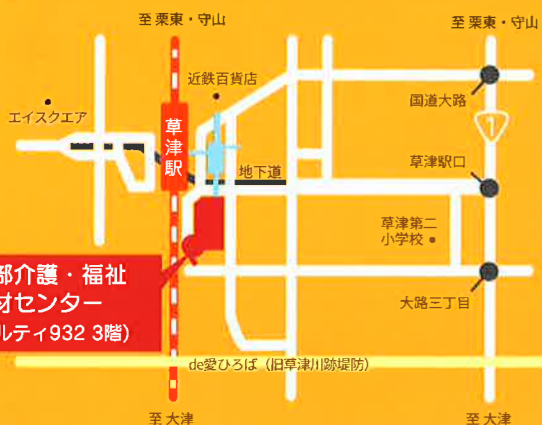 至 栗東・守山
至 栗東・守山
近鉄百貨店
エイスクエア
国道大路
1
草津駅
草津駅口
地下道
草津第二
小学校
部介護・福祉
材センター
ルティ932 3階）
大路三丁目
de愛ひろば（旧草津川跡堤防）
至 大津
至 大津